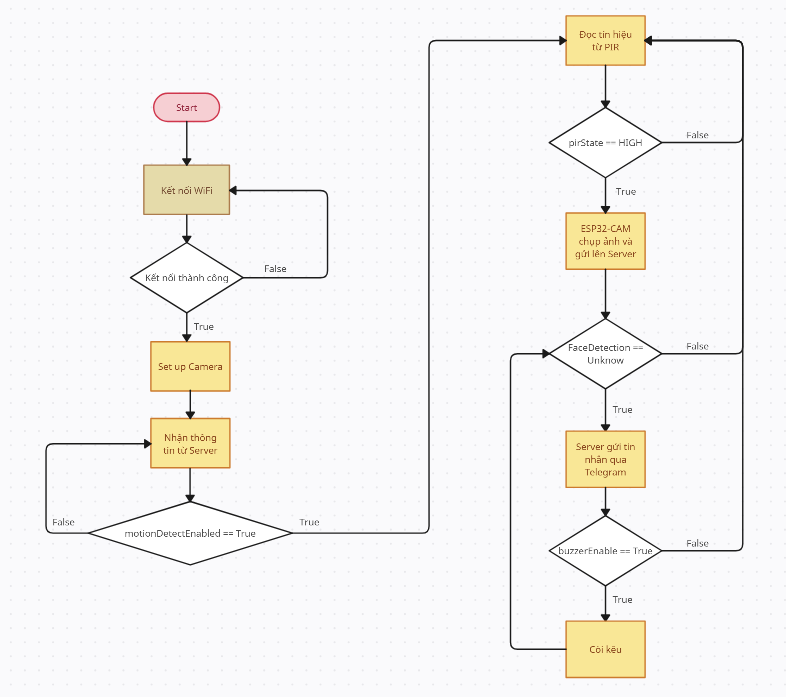 Start
Kết nối WiFi
Kết nối thành công
False
True
Set up Camera
Nhận thông
tin từ Server
motionDetectEnabled == True
False
True
Đọc tín hiệu
từ PIR
pirState == HIGH
False
True
ESP32-CAM
chụp ảnh và
gửi lên Server
FaceDetection ==
Unknow
False
True
Server gửi tin
nhắn qua
Telegram
buzzerEnable == True
False
True
Còi kêu